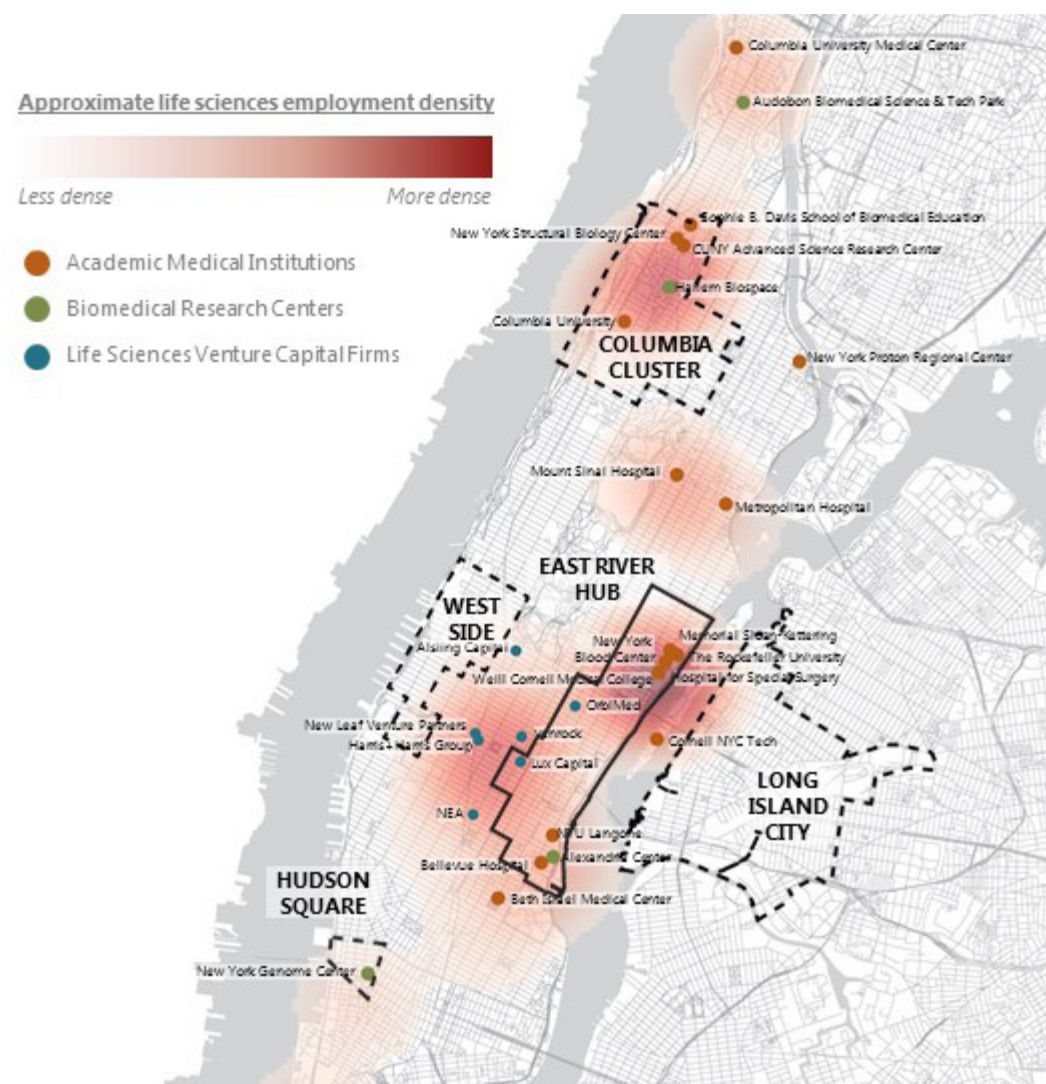 Approximate life sciences employment density
Less dense
More dense
Academic Medical Institutions
Biomedical Research Centers
Life Sciences Venture Capital Firms
Columbia University Medical Center
Audobon Biomedical Science & Tech Park
Sophie B. Davis School of Biomedical Education
New York Structural Biology Center
CUNY Advanced Science Research Center
Harlem Biospace
Columbia University
COLUMBIA
CLUSTER
New York Proton Regional Center
Mount Sinai Hospital
Metropolitan Hospital
EAST RIVER
HUB
WEST
SIDE
Alsiling Capital
New York
Blood Center
Memorial Sloan-Kettering
The Rockefeller University
Weill Cornell Medical College
Hospital for Special Surgery
OrbiMed
New Leaf Venture Partners
Harris+Harris Group
Venrock
Cornell NYC Tech
Lux Capital
LONG
ISLAND
CITY
NEA
NYU Langone
Bellevue Hospital
Alexandria Center
Beth Israel Medical Center
HUDSON
SQUARE
New York Genome Center